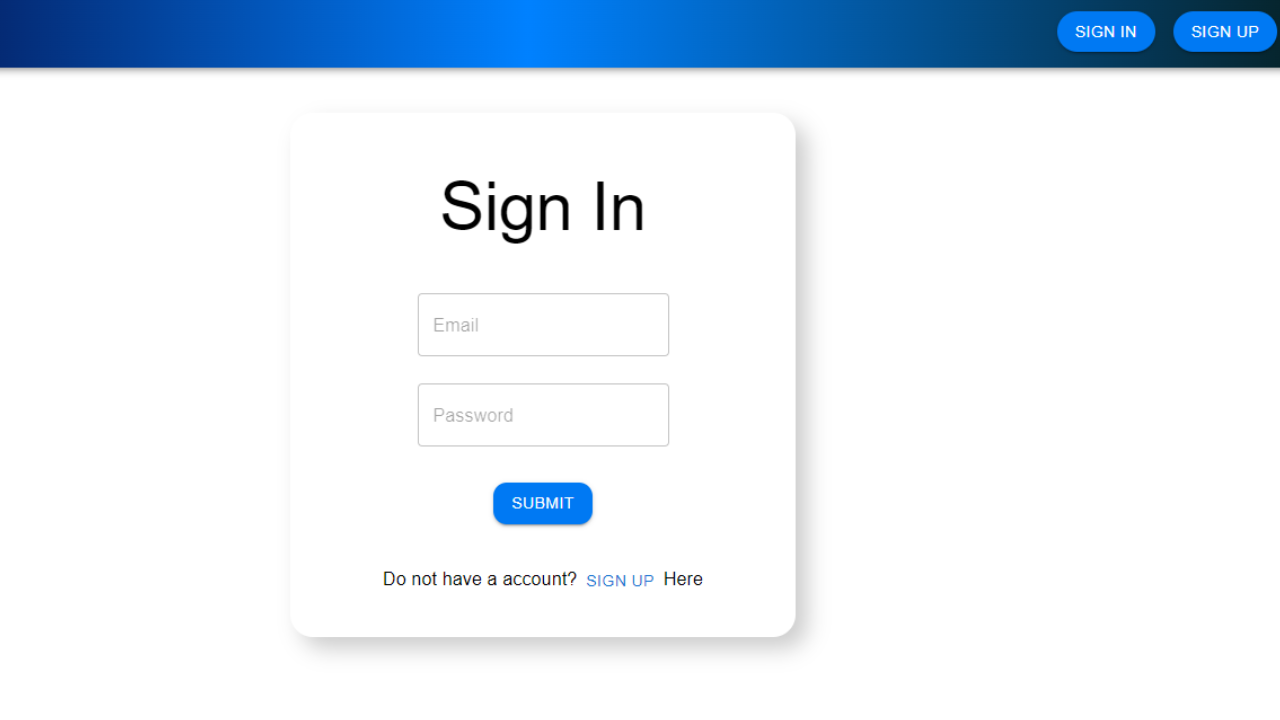 SIGN IN SIGN UP
Sign In
Email
Password
SUBMIT
Do not have a account? SIGN UP Here